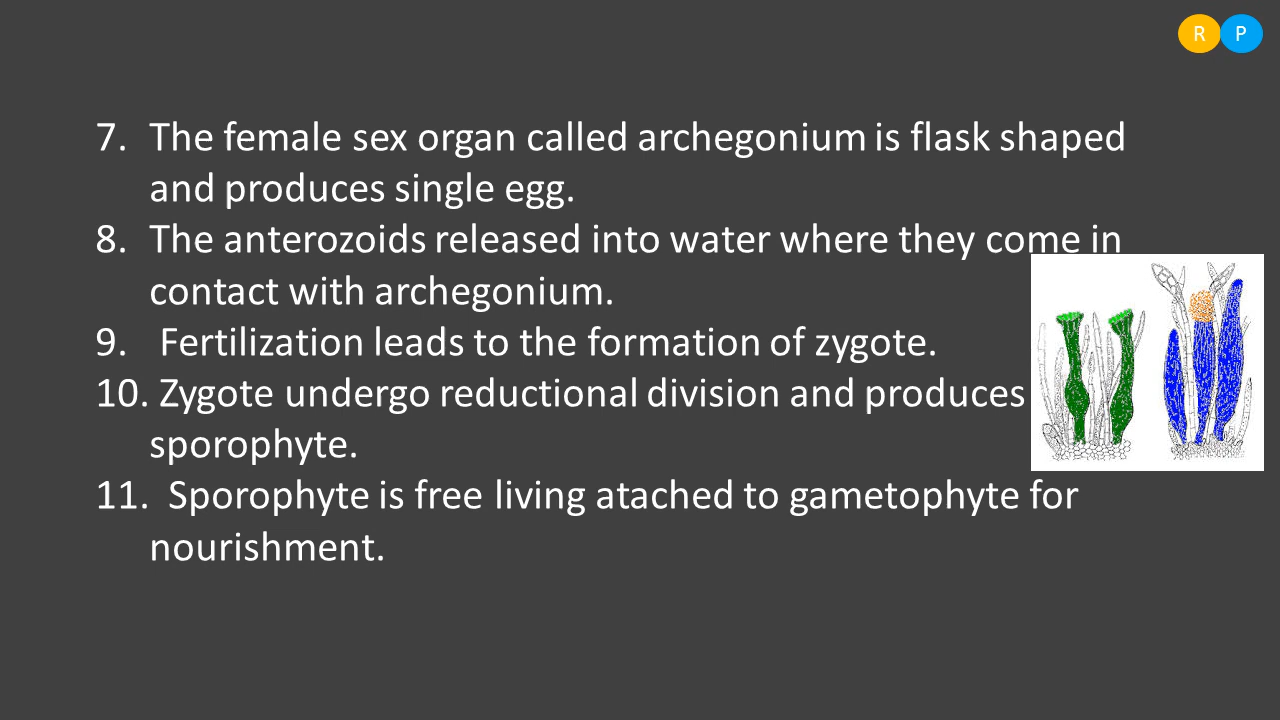 R P
7. The female sex organ called archegonium is flask shaped
and produces single egg.
8. The anterozoids released into water where they come in
contact with archegonium.
9. Fertilization leads to the formation of zygote.
10. Zygote undergo reductional division and produces
sporophyte.
11. Sporophyte is free living atached to gametophyte for
nourishment.